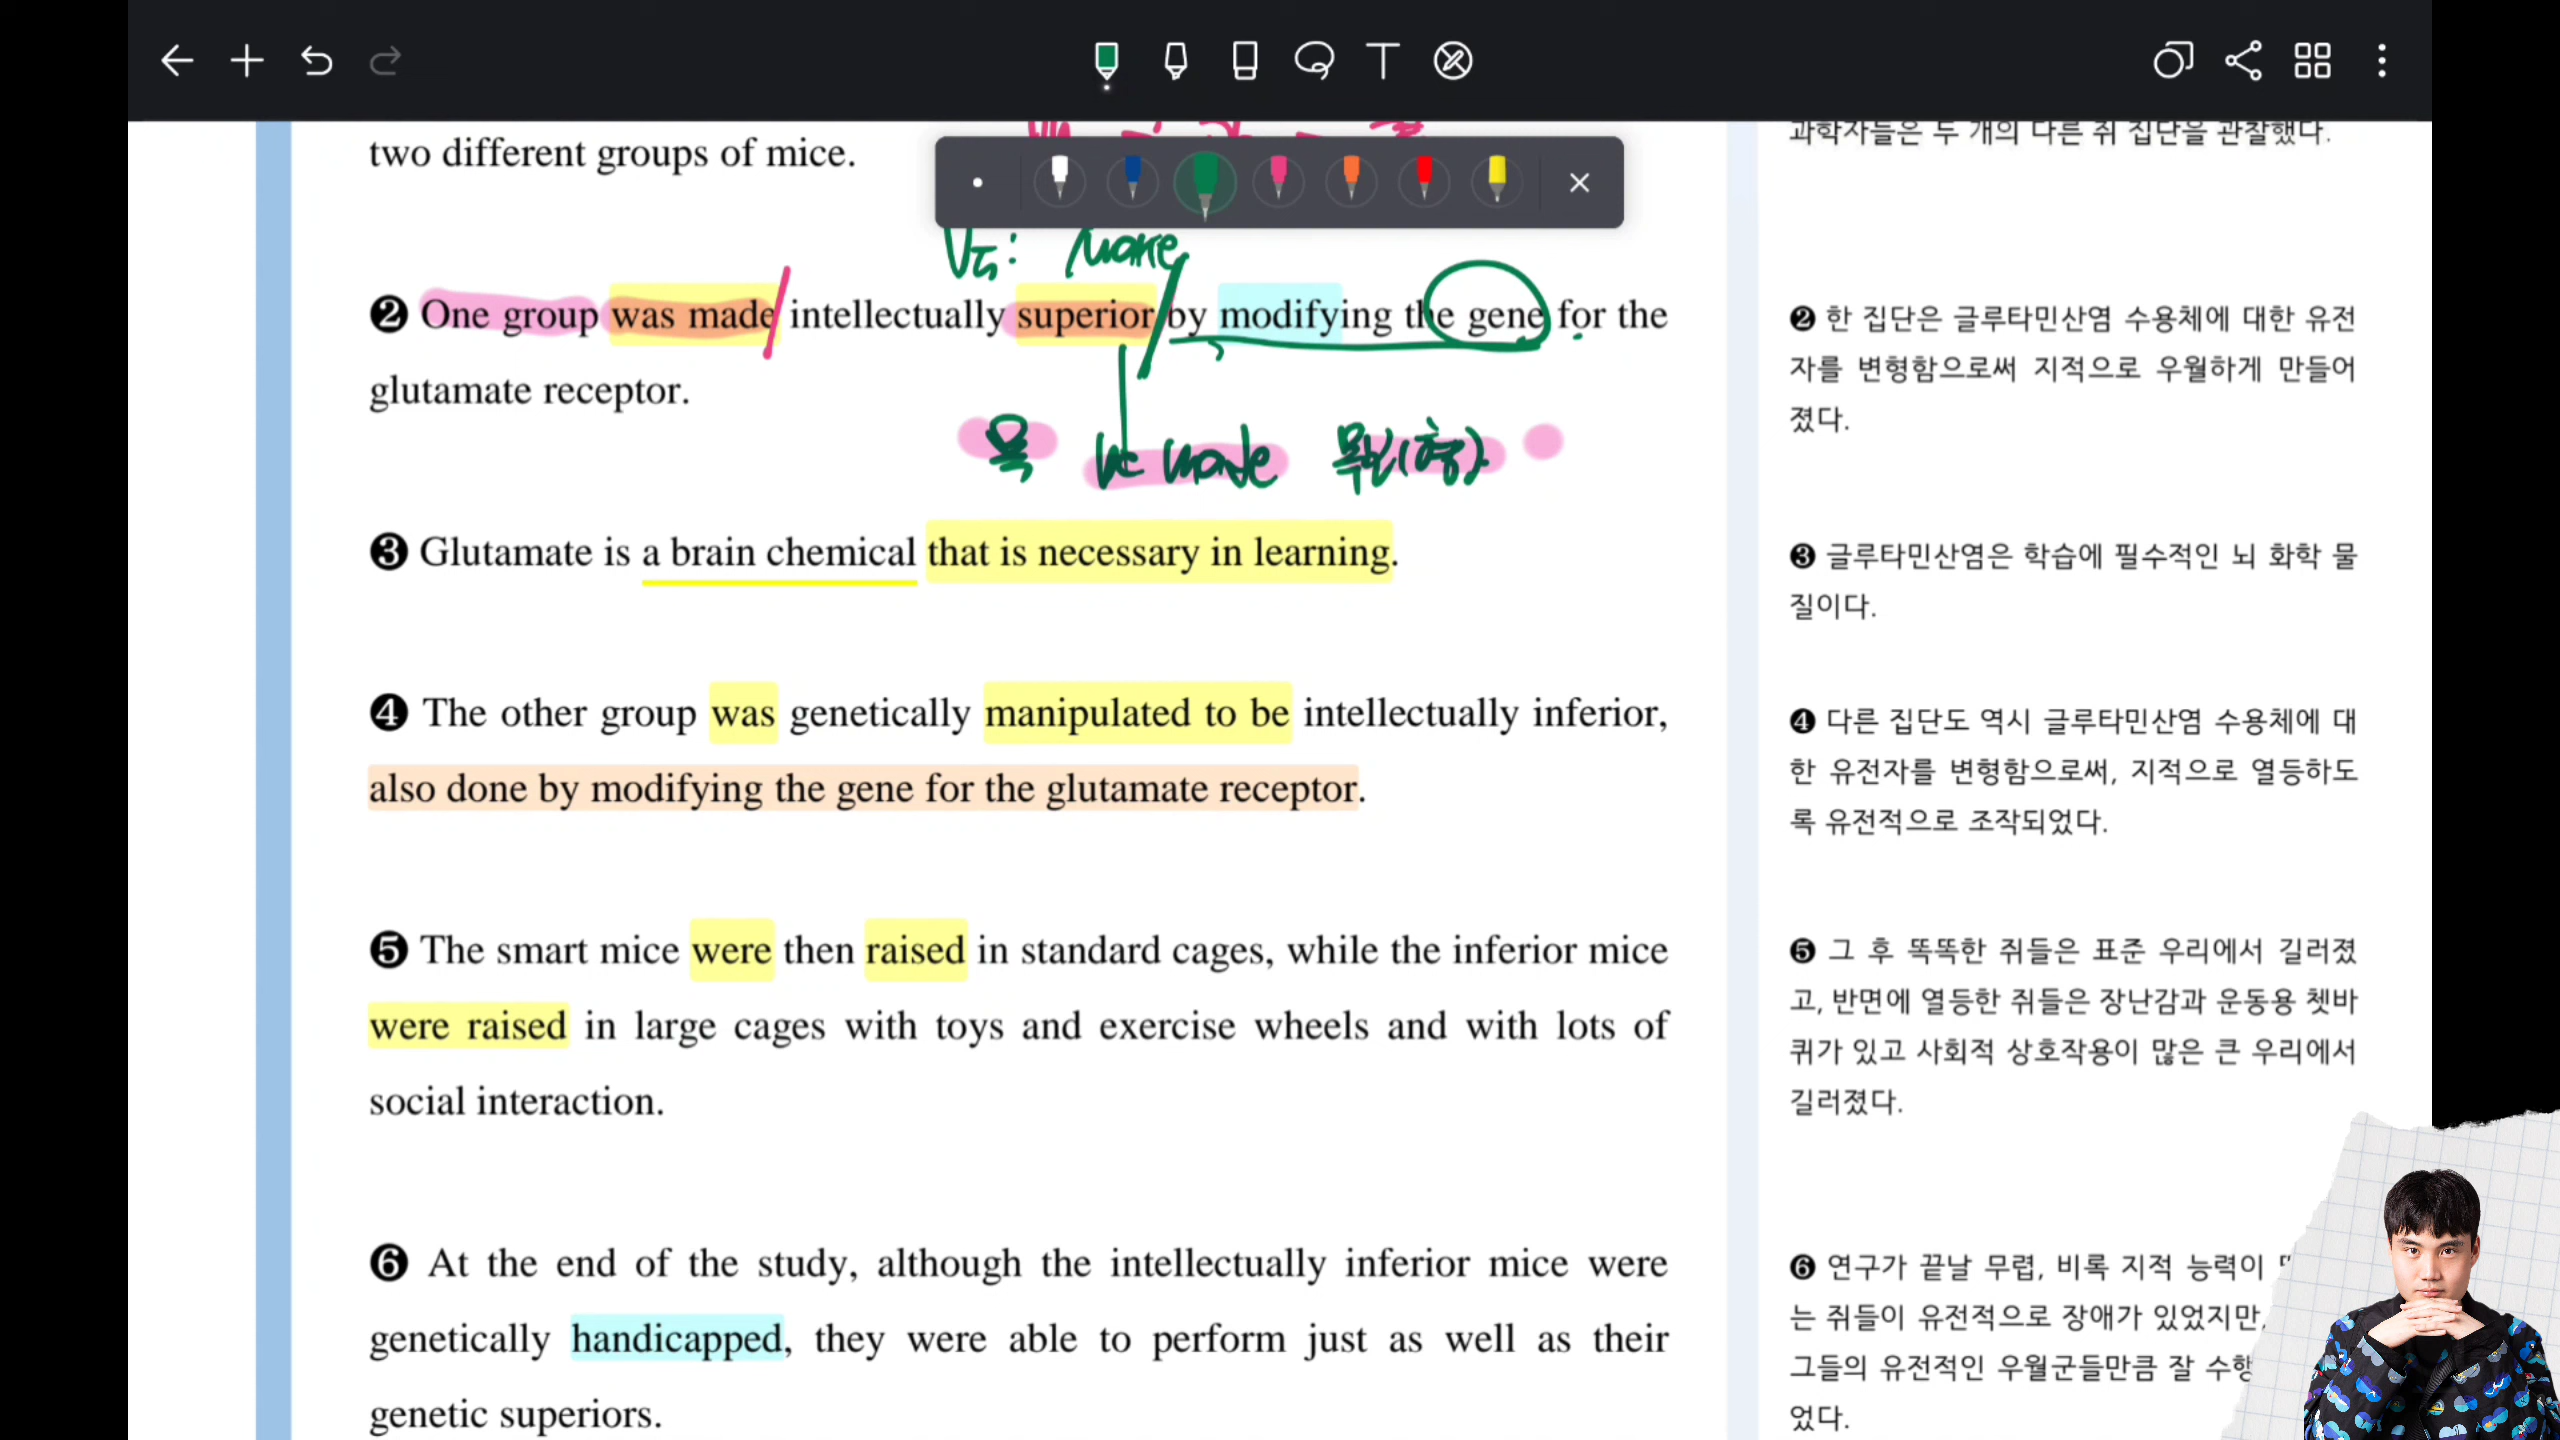 two different groups of mice.
과학자들은 두 개의 다른 쥐 집단을 관찰했다.
V5: make
❷ One group was made intellectually superior by modifying the gene for the
glutamate receptor.
❷ 한 집단은 글루타민산염 수용체에 대한 유전
자를 변형함으로써 지적으로 우월하게 만들어
졌다.
목 be made 목보(형)
❸ Glutamate is a brain chemical that is necessary in learning.
❸ 글루타민산염은 학습에 필수적인 뇌 화학 물
질이다.
❹ The other group was genetically manipulated to be intellectually inferior,
also done by modifying the gene for the glutamate receptor.
❹ 다른 집단도 역시 글루타민산염 수용체에 대
한 유전자를 변형함으로써, 지적으로 열등하도
록 유전적으로 조작되었다.
❺ The smart mice were then raised in standard cages, while the inferior mice
were raised in large cages with toys and exercise wheels and with lots of
social interaction.
❺ 그 후 똑똑한 쥐들은 표준 우리에서 길러졌
고, 반면에 열등한 쥐들은 장난감과 운동용 쳇바
퀴가 있고 사회적 상호작용이 많은 큰 우리에서
길러졌다.
❻ At the end of the study, although the intellectually inferior mice were
genetically handicapped, they were able to perform just as well as their
genetic superiors.
❻ 연구가 끝날 무렵, 비록 지적 능력이
는 쥐들이 유전적으로 장애가 있었지만,
그들의 유전적인 우월군들만큼 잘 수행
었다.